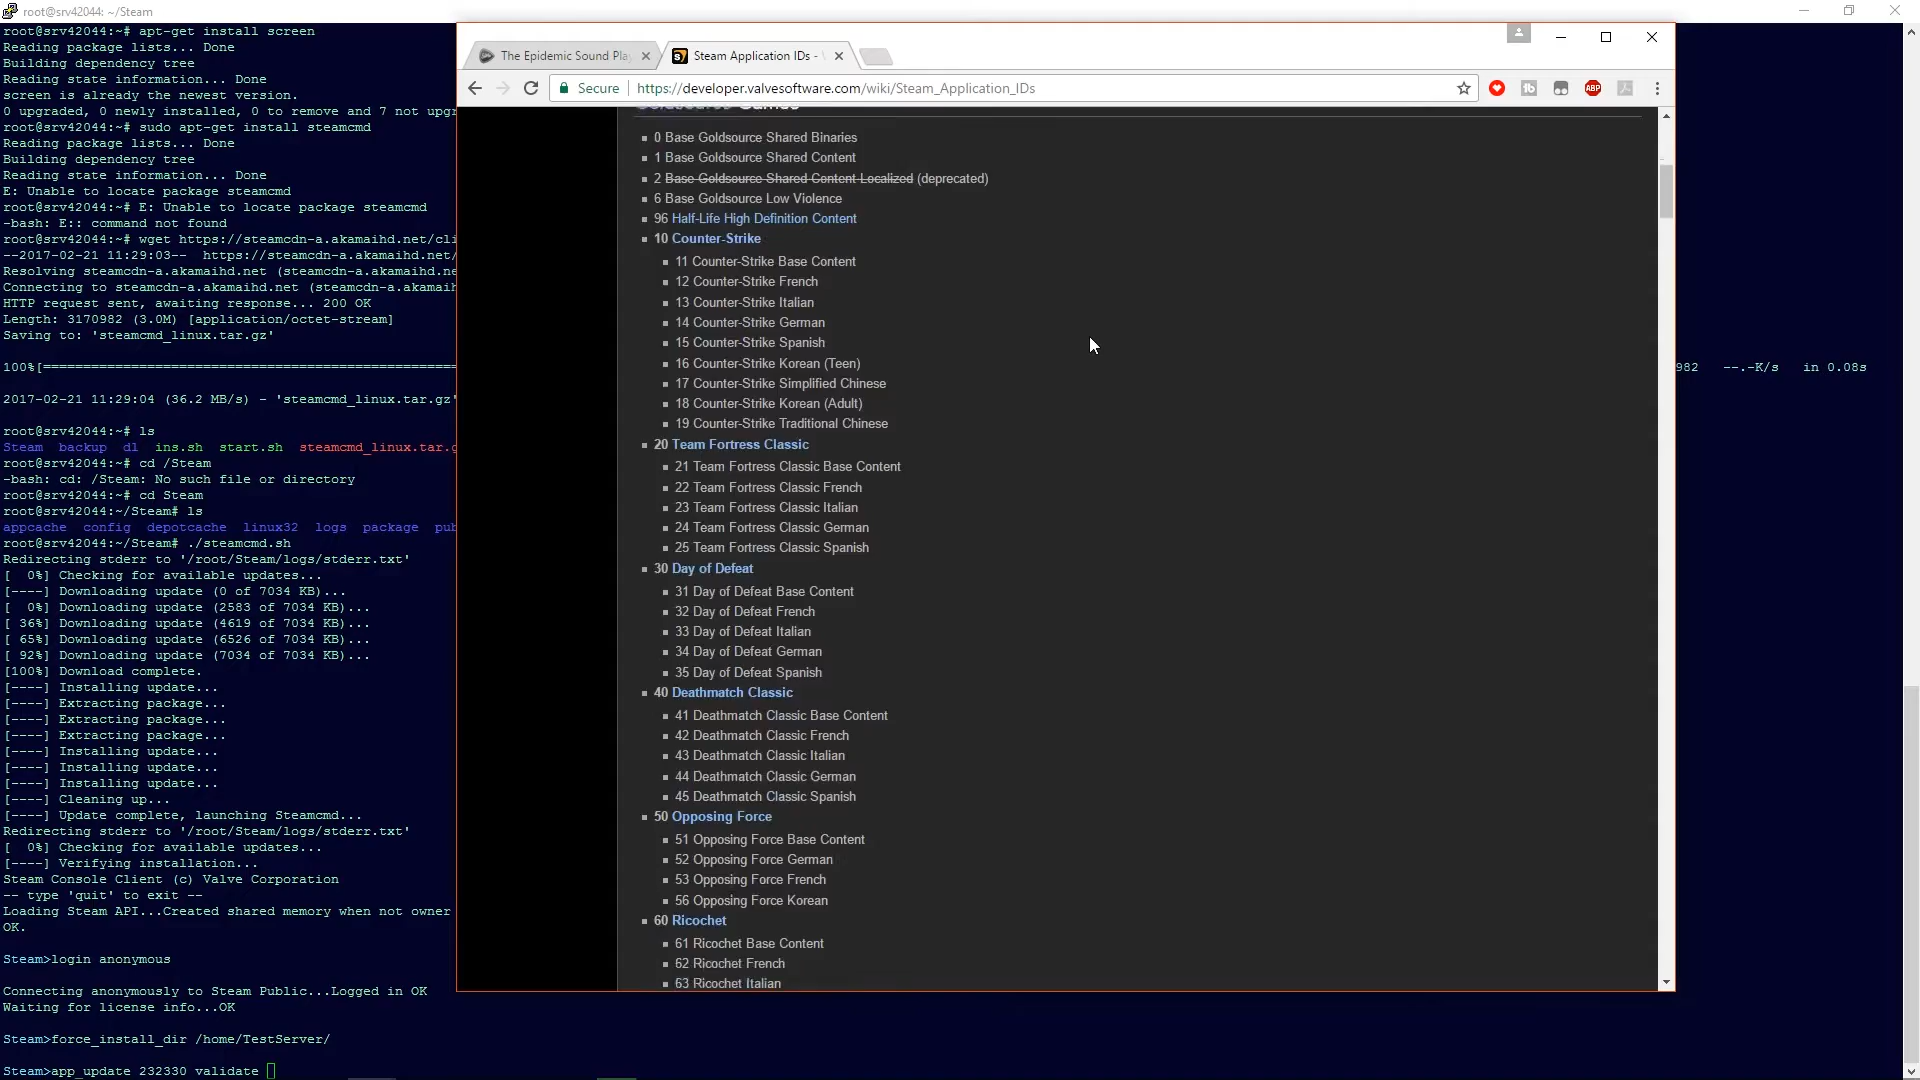 root@srv42044: ~/Steam
root@srv42044:~# apt-get install screen
Reading package lists... Done
Building dependency tree
Reading state information... Done
screen is already the newest version.
0 upgraded, 0 newly installed, 0 to remove and 7 not upgr
root@srv42044:~# sudo apt-get install steamcmd
Reading package lists... Done
Building dependency tree
Reading state information... Done
E: Unable to locate package steamcmd
root@srv42044:~# E: Unable to locate package steamcmd
-bash: E:: command not found
root@srv42044:~# wget https://steamcdn-a.akamaihd.net/cli
--2017-02-21 11:29:03-- https://steamcdn-a.akamaihd.net/
Resolving steamcdn-a.akamaihd.net (steamcdn-a.akamaihd.ne
Connecting to steamcdn-a.akamaihd.net (steamcdn-a.akamaih
HTTP request sent, awaiting response... 200 OK
Length: 3170982 (3.0M) [application/octet-stream]
Saving to: 'steamcmd_linux.tar.gz'
100%[==================================================== 982 --.-K/s in 0.08s
2017-02-21 11:29:04 (36.2 MB/s) - 'steamcmd_linux.tar.gz'
root@srv42044:~# ls
Steam backup dl ins.sh start.sh steamcmd_linux.tar.g
root@srv42044:~# cd /Steam
-bash: cd: /Steam: No such file or directory
root@srv42044:~# cd Steam
root@srv42044:~/Steam# ls
appcache config depotcache linux32 logs package pub
root@srv42044:~/Steam# ./steamcmd.sh
Redirecting stderr to '/root/Steam/logs/stderr.txt'
[  0%] Checking for available updates...
[----] Downloading update (0 of 7034 KB)...
[  0%] Downloading update (2583 of 7034 KB)...
[ 36%] Downloading update (4619 of 7034 KB)...
[ 65%] Downloading update (6526 of 7034 KB)...
[ 92%] Downloading update (7034 of 7034 KB)...
[100%] Download complete.
[----] Installing update...
[----] Extracting package...
[----] Extracting package...
[----] Extracting package...
[----] Installing update...
[----] Installing update...
[----] Installing update...
[----] Cleaning up...
[----] Update complete, launching Steamcmd...
Redirecting stderr to '/root/Steam/logs/stderr.txt'
[  0%] Checking for available updates...
[----] Verifying installation...
Steam Console Client (c) Valve Corporation
-- type 'quit' to exit --
Loading Steam API...Created shared memory when not owner
OK.
Steam>login anonymous
Connecting anonymously to Steam Public...Logged in OK
Waiting for license info...OK
Steam>force_install_dir /home/TestServer/
Steam>app_update 232330 validate
The Epidemic Sound Pla
Steam Application IDs -
Secure
https://developer.valvesoftware.com/wiki/Steam_Application_IDs
ABP
0 Base Goldsource Shared Binaries
1 Base Goldsource Shared Content
2 Base Goldsource Shared Content Localized (deprecated)
6 Base Goldsource Low Violence
96 Half-Life High Definition Content
10 Counter-Strike
11 Counter-Strike Base Content
12 Counter-Strike French
13 Counter-Strike Italian
14 Counter-Strike German
15 Counter-Strike Spanish
16 Counter-Strike Korean (Teen)
17 Counter-Strike Simplified Chinese
18 Counter-Strike Korean (Adult)
19 Counter-Strike Traditional Chinese
20 Team Fortress Classic
21 Team Fortress Classic Base Content
22 Team Fortress Classic French
23 Team Fortress Classic Italian
24 Team Fortress Classic German
25 Team Fortress Classic Spanish
30 Day of Defeat
31 Day of Defeat Base Content
32 Day of Defeat French
33 Day of Defeat Italian
34 Day of Defeat German
35 Day of Defeat Spanish
40 Deathmatch Classic
41 Deathmatch Classic Base Content
42 Deathmatch Classic French
43 Deathmatch Classic Italian
44 Deathmatch Classic German
45 Deathmatch Classic Spanish
50 Opposing Force
51 Opposing Force Base Content
52 Opposing Force German
53 Opposing Force French
56 Opposing Force Korean
60 Ricochet
61 Ricochet Base Content
62 Ricochet French
63 Ricochet Italian